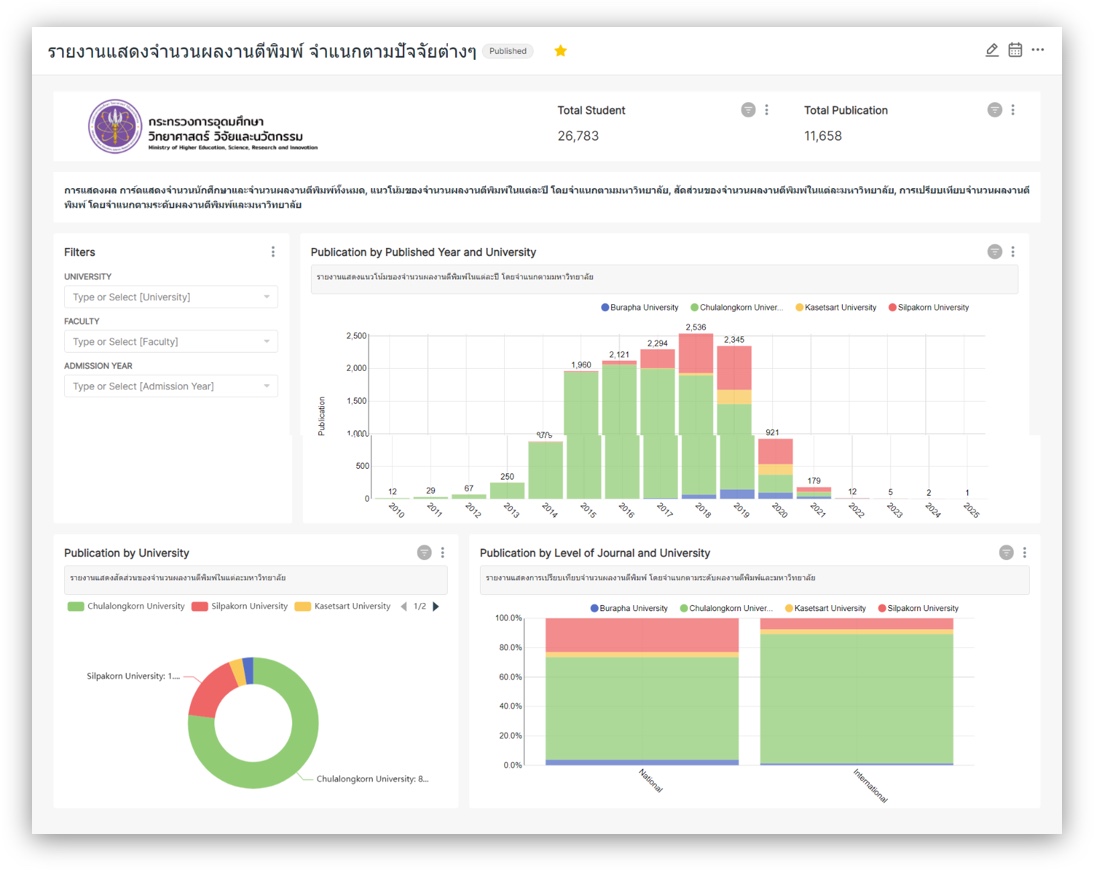 รายงานแสดงจำนวนผลงานตีพิมพ์ จำแนกตามปัจจัยต่างๆ Published
กระทรวงการอุดมศึกษา
วิทยาศาสตร์ วิจัยและนวัตกรรม
Ministry of Higher Education, Science, Research and Innovation
Total Student
26,783
Total Publication
11,658
การแสดงผล การ์ดแสดงจำนวนนักศึกษาและจำนวนผลงานตีพิมพ์ทั้งหมด, แนวโน้มของจำนวนผลงานตีพิมพ์ในแต่ละปี โดยจำแนกตามมหาวิทยาลัย, สัดส่วนของจำนวนผลงานตีพิมพ์ในแต่ละมหาวิทยาลัย, การเปรียบเทียบจำนวนผลงานตี
พิมพ์ โดยจำแนกตามระดับผลงานตีพิมพ์และมหาวิทยาลัย
Filters
UNIVERSITY
Type or Select [University]
FACULTY
Type or Select [Faculty]
ADMISSION YEAR
Type or Select [Admission Year]
Publication by Published Year and University
รายงานแสดงแนวโน้มของจำนวนผลงานตีพิมพ์ในแต่ละปี โดยจำแนกตามมหาวิทยาลัย
Burapha University Chulalongkorn Univer... Kasetsart University Silpakorn University
Publication
2,500
2,000
1,500
1,000
500
0
12 29 67 250 1,960 2,121 2,294 2,536 2,345 921 179 12 5 2 1
2010 2011 2012 2013 2014 2015 2016 2017 2018 2019 2020 2021 2022 2023 2024 2025
Publication by University
รายงานแสดงสัดส่วนของจำนวนผลงานตีพิมพ์ในแต่ละมหาวิทยาลัย
Chulalongkorn University Silpakorn University Kasetsart University 1/2
Silpakorn University: 1....
Chulalongkorn University: 8...
Publication by Level of Journal and University
รายงานแสดงการเปรียบเทียบจำนวนผลงานตีพิมพ์ โดยจำแนกตามระดับผลงานตีพิมพ์และมหาวิทยาลัย
Burapha University Chulalongkorn Univer... Kasetsart University Silpakorn University
100.0%
80.0%
60.0%
40.0%
20.0%
0.0%
National International